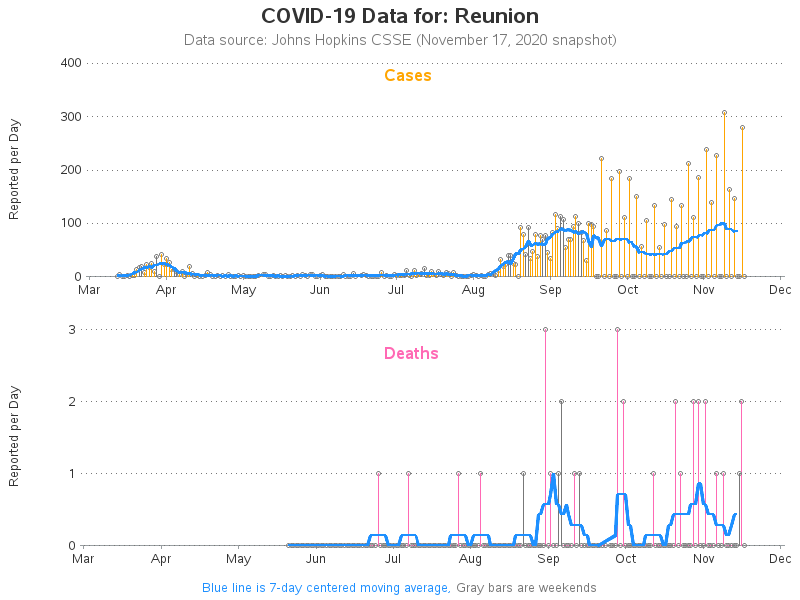 COVID-19 Data for: Reunion
Data source: Johns Hopkins CSSE (November 17, 2020 snapshot)
Cases
Reported per Day
400
300
200
100
0
Mar Apr May Jun Jul Aug Sep Oct Nov Dec
Deaths
Reported per Day
3
2
1
0
Mar Apr May Jun Jul Aug Sep Oct Nov Dec
Blue line is 7-day centered moving average, Gray bars are weekends